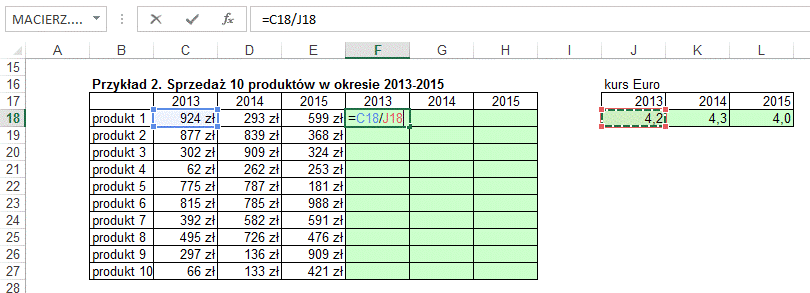 MACIERZ.... =C18/J18
A B C D E F G H I J K L
15
16 Przykład 2. Sprzedaż 10 produktów w okresie 2013-2015 kurs Euro
17 2013 2014 2015 2013 2014 2015 2013 2014 2015
18 produkt 1 924 zł 293 zł 599 zł =C18/J18 4,2 4,3 4,0
19 produkt 2 877 zł 839 zł 368 zł
20 produkt 3 302 zł 909 zł 324 zł
21 produkt 4 62 zł 262 zł 253 zł
22 produkt 5 775 zł 787 zł 181 zł
23 produkt 6 815 zł 785 zł 988 zł
24 produkt 7 392 zł 582 zł 591 zł
25 produkt 8 495 zł 726 zł 476 zł
26 produkt 9 297 zł 136 zł 909 zł
27 produkt 10 66 zł 133 zł 421 zł
28